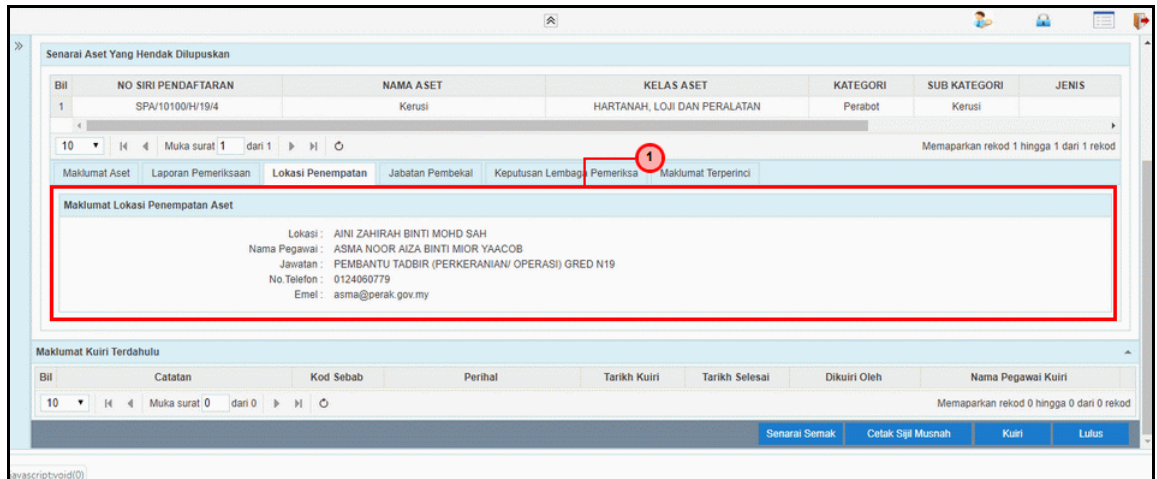 Senarai Aset Yang Hendak Dilupuskan
Bil NO SIRI PENDAFTARAN NAMA ASET KELAS ASET KATEGORI SUB KATEGORI JENIS
1 SPA/10100/H/19/4 Kerusi HARTANAH, LOJI DAN PERALATAN Perabot Kerusi
10 Muka surat 1 dari 1 Memaparkan rekod 1 hingga 1 dari 1 rekod
1
Maklumat Aset Laporan Pemeriksaan Lokasi Penempatan Jabatan Pembekal Keputusan Lembaga Pemeriksa Maklumat Terperinci
Maklumat Lokasi Penempatan Aset
Lokasi : AINI ZAHIRAH BINTI MOHD SAH
Nama Pegawai : ASMA NOOR AIZA BINTI MIOR YAACOB
Jawatan : PEMBANTU TADBIR (PERKERANIAN/ OPERASI) GRED N19
No.Telefon : 0124060779
Emel : asma@perak.gov.my
Maklumat Kuiri Terdahulu
Bil Catatan Kod Sebab Perihal Tarikh Kuiri Tarikh Selesai Dikuiri Oleh Nama Pegawai Kuiri
10 Muka surat 0 dari 0 Memaparkan rekod 0 hingga 0 dari 0 rekod
Senarai Semak Cetak Sijil Musnah Kuiri Lulus
avascript:void(0)